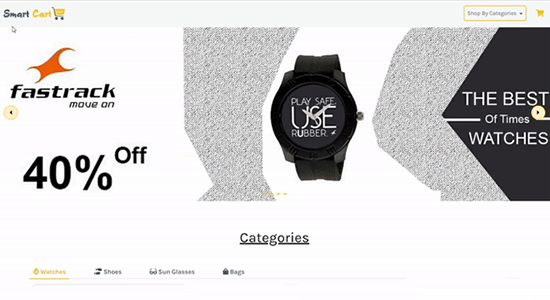 Smart Cart
Shop By Categories
fastrack
move on
40% Off
PLAY SAFE.
USE
RUBBER.
THE BEST
Of Times
WATCHES
Categories
Watches
Shoes
Sun Glasses
Bags